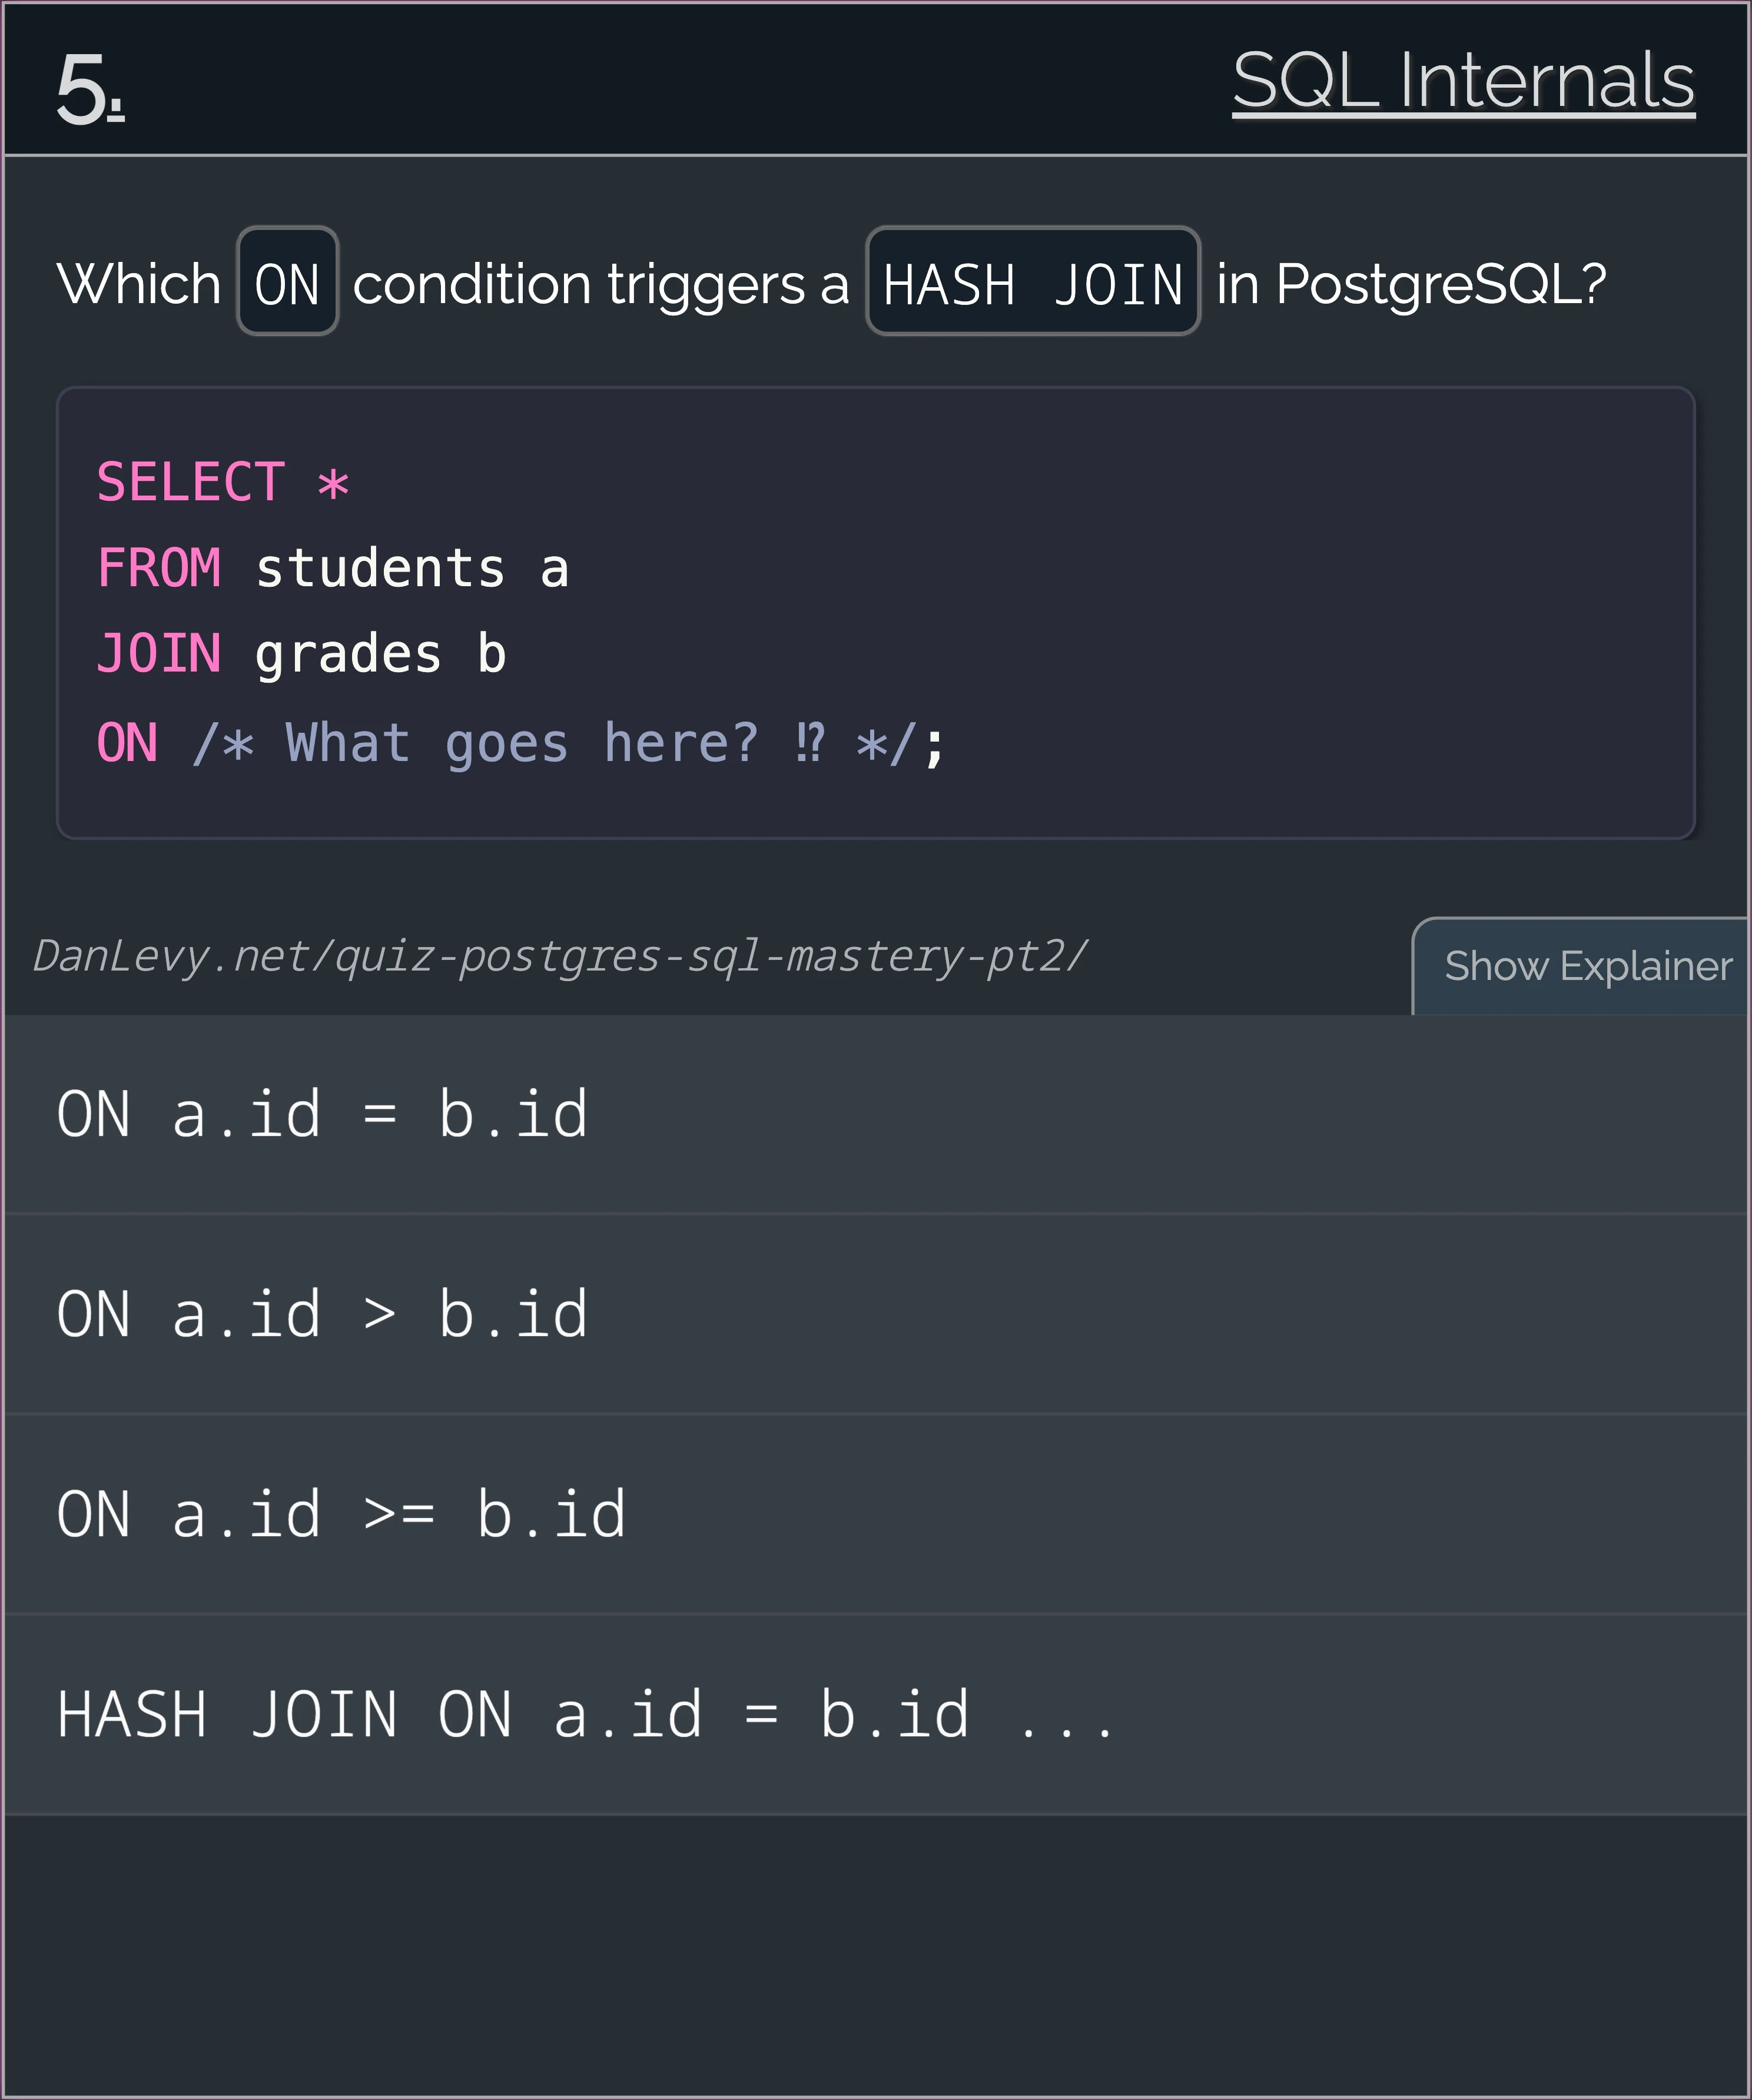 5.
SQL Internals
Which ON condition triggers a HASH JOIN in PostgreSQL?
SELECT *
FROM students a
JOIN grades b
ON /* What goes here? ⁉ */;
DanLevy.net/quiz-postgres-sql-mastery-pt2/
Show Explainer
ON a.id = b.id
ON a.id > b.id
ON a.id >= b.id
HASH JOIN ON a.id = b.id ...